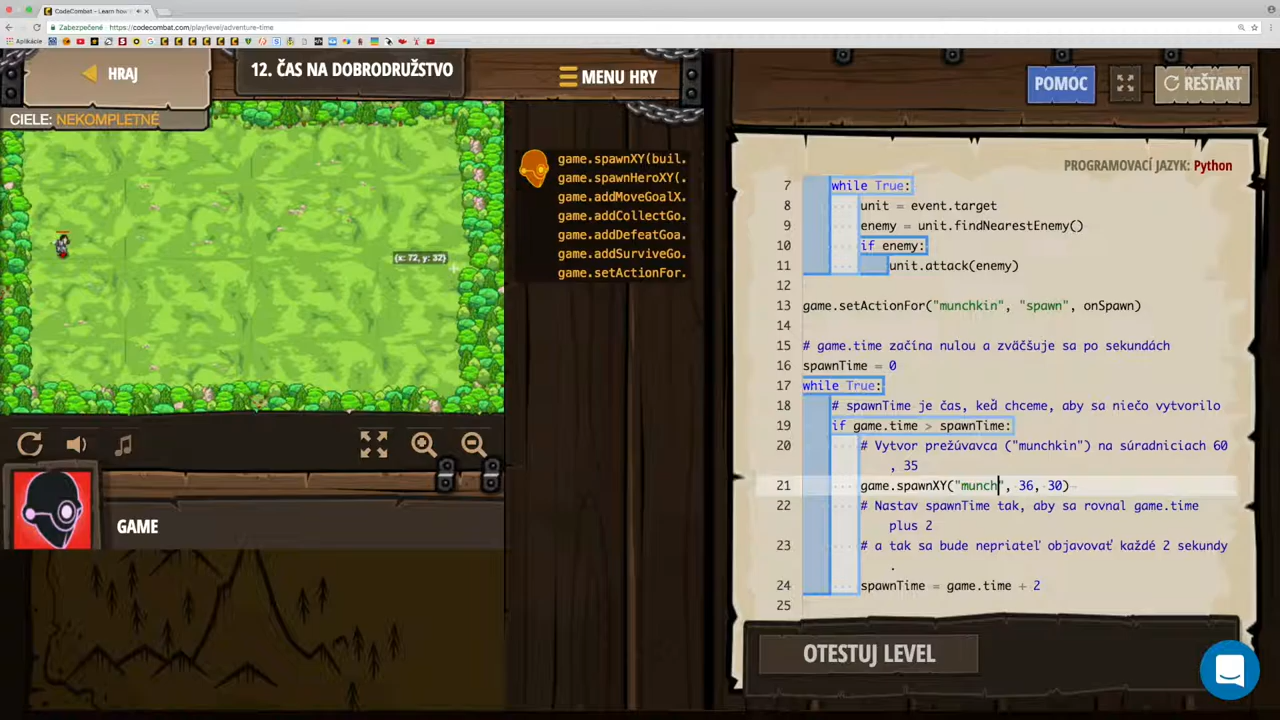 CodeCombat - Learn how
Zabezpečené
https://codecombat.com/play/level/adventure-time
Aplikácie
HRAJ
12. ČAS NA DOBRODRUŽSTVO
MENU HRY
POMOC
REŠTART
CIELE: NEKOMPLETNÉ
{x: 72, y: 32}
game.spawnXY(buil.
game.spawnHeroXY(.
game.addMoveGoalX.
game.addCollectGo.
game.addDefeatGoa.
game.addSurviveGo.
game.setActionFor.
GAME
PROGRAMOVACÍ JAZYK: Python
7 while True:
8 unit = event.target
9 enemy = unit.findNearestEnemy()
10 if enemy:
11 unit.attack(enemy)
12
13 game.setActionFor("munchkin", "spawn", onSpawn)
14
15 # game.time začína nulou a zväčšuje sa po sekundách
16 spawnTime = 0
17 while True:
18 # spawnTime je čas, keď chceme, aby sa niečo vytvorilo
19 if game.time > spawnTime:
20 # Vytvor prežúvavca ("munchkin") na súradniciach 60
, 35
21 game.spawnXY("munch", 36, 30)
22 # Nastav spawnTime tak, aby sa rovnal game.time
plus 2
23 # a tak sa bude nepriateľ objavovať každé 2 sekundy
.
24 spawnTime = game.time + 2
25
OTESTUJ LEVEL